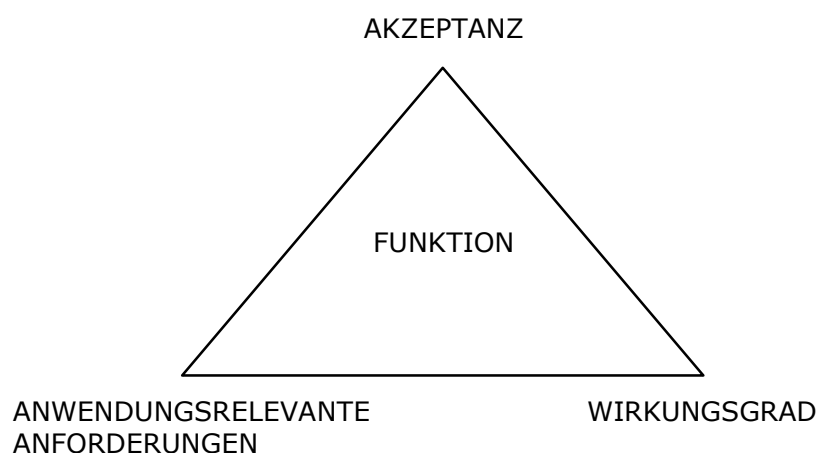 AKZEPTANZ
FUNKTION
ANWENDUNGSRELEVANTE
ANFORDERUNGEN
WIRKUNGSGRAD